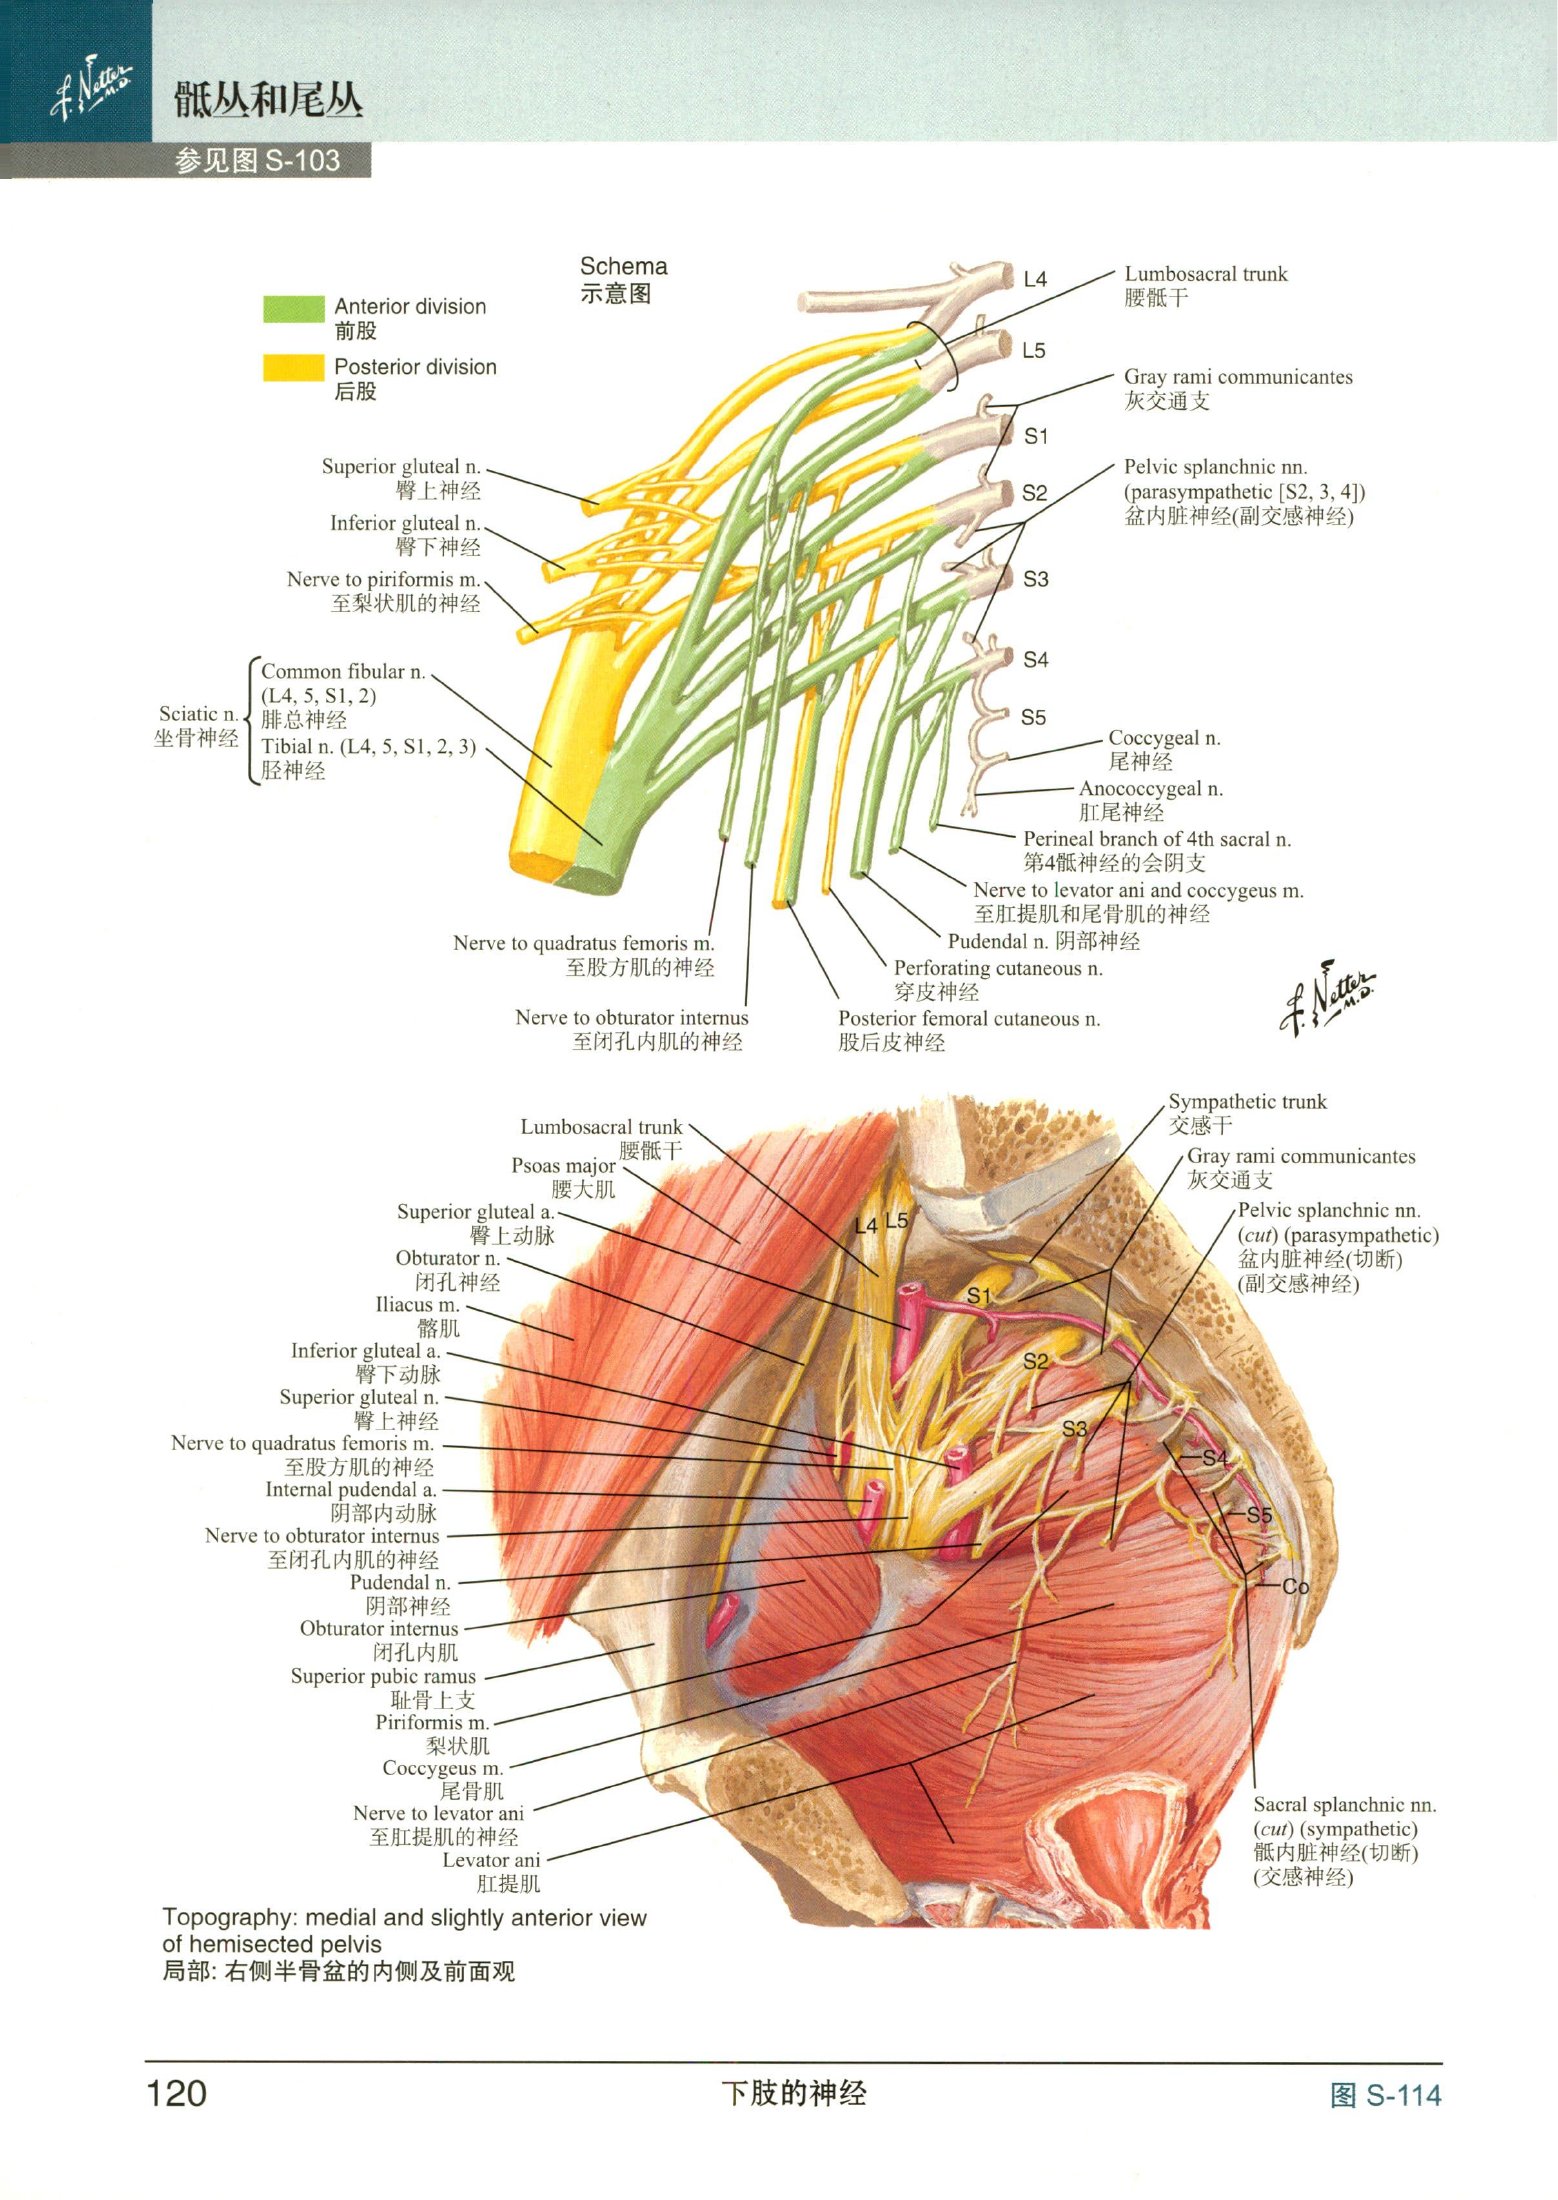 F. Netter M.D.
骶丛和尾丛
参见图 S-103
Schema
示意图
Anterior division
前股
Posterior division
后股
L4
L5
S1
S2
S3
S4
S5
Lumbosacral trunk
腰骶干
Gray rami communicantes
灰交通支
Pelvic splanchnic nn.
(parasympathetic [S2, 3, 4])
盆内脏神经(副交感神经)
Superior gluteal n.
臀上神经
Inferior gluteal n.
臀下神经
Nerve to piriformis m.
至梨状肌的神经
Sciatic n.
坐骨神经
Common fibular n.
(L4, 5, S1, 2)
腓总神经
Tibial n. (L4, 5, S1, 2, 3)
胫神经
Coccygeal n.
尾神经
Anococcygeal n.
肛尾神经
Perineal branch of 4th sacral n.
第4骶神经的会阴支
Nerve to levator ani and coccygeus m.
至肛提肌和尾骨肌的神经
Pudendal n. 阴部神经
Perforating cutaneous n.
穿皮神经
Posterior femoral cutaneous n.
股后皮神经
Nerve to quadratus femoris m.
至股方肌的神经
Nerve to obturator internus
至闭孔内肌的神经
F. Netter M.D.
Lumbosacral trunk
腰骶干
Psoas major
腰大肌
Superior gluteal a.
臀上动脉
Obturator n.
闭孔神经
Iliacus m.
髂肌
Inferior gluteal a.
臀下动脉
Superior gluteal n.
臀上神经
Nerve to quadratus femoris m.
至股方肌的神经
Internal pudendal a.
阴部内动脉
Nerve to obturator internus
至闭孔内肌的神经
Pudendal n.
阴部神经
Obturator internus
闭孔内肌
Superior pubic ramus
耻骨上支
Piriformis m.
梨状肌
Coccygeus m.
尾骨肌
Nerve to levator ani
至肛提肌的神经
Levator ani
肛提肌
L4 L5
S1
S2
S3
S4
S5
Co
Sympathetic trunk
交感干
Gray rami communicantes
灰交通支
Pelvic splanchnic nn.
(cut) (parasympathetic)
盆内脏神经(切断)
(副交感神经)
Sacral splanchnic nn.
(cut) (sympathetic)
骶内脏神经(切断)
(交感神经)
Topography: medial and slightly anterior view
of hemisected pelvis
局部: 右侧半骨盆的内侧及前面观
120
下肢的神经
图 S-114